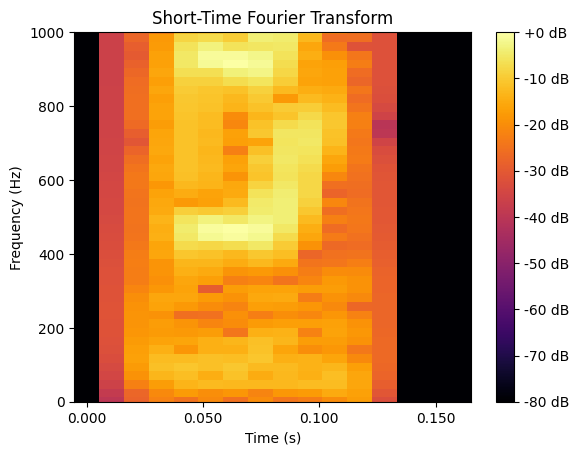 Short-Time Fourier Transform
1000
800
600
400
200
0
Frequency (Hz)
0.000
0.050
0.100
0.150
Time (s)
+0 dB
-10 dB
-20 dB
-30 dB
-40 dB
-50 dB
-60 dB
-70 dB
-80 dB